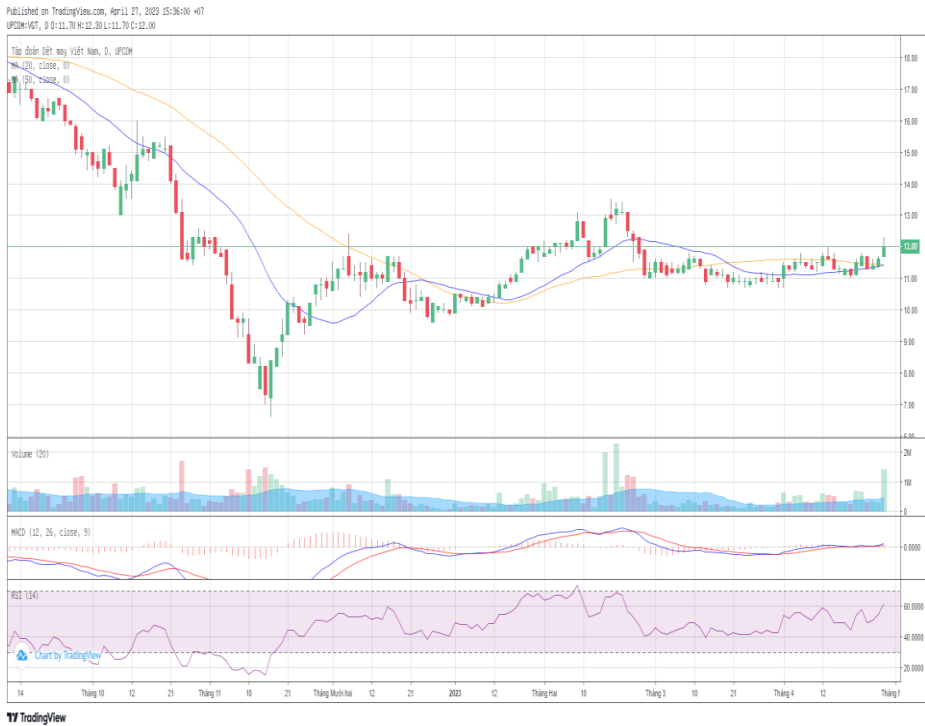 Published on TradingView.com, April 27, 2023 15:36:00 +07
UPCOM:VGT, D O:11.70 H:12.30 L:11.70 C:12.00
Tập đoàn Dệt may Việt Nam, D, UPCOM
MA (20, close, 0)
MA (50, close, 0)
18.00
17.00
16.00
15.00
14.00
13.00
12.00
11.00
10.00
9.00
8.00
7.00
6.00
Volume (20)
2M
1M
0
MACD (12, 26, close, 9)
0.0000
RSI (14)
60.0000
40.0000
20.0000
Chart by TradingView
14 Tháng 10 12 21 Tháng 11 10 21 Tháng Mười hai 12 21 2023 12 Tháng Hai 10 Tháng 3 10 21 Tháng 4 12
TradingView